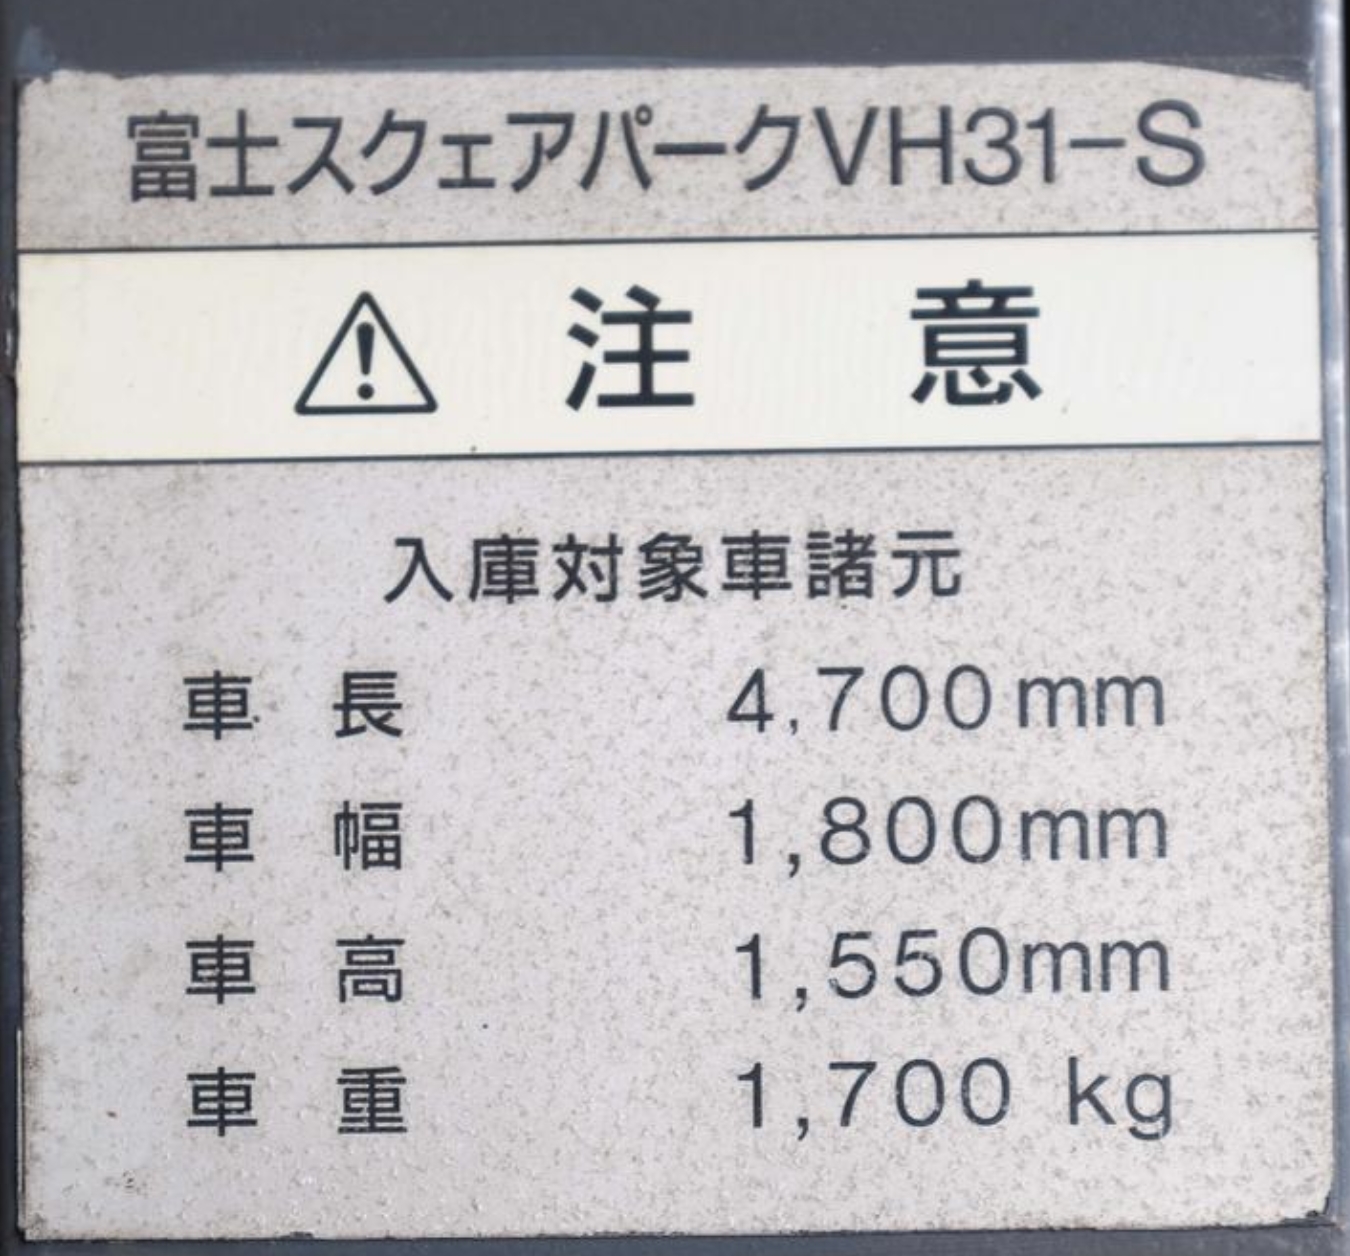 富士スクェアパークVH31-S
⚠ 注 意
入庫対象車諸元
車 長 4,700mm
車 幅 1,800mm
車 高 1,550mm
車 重 1,700 kg